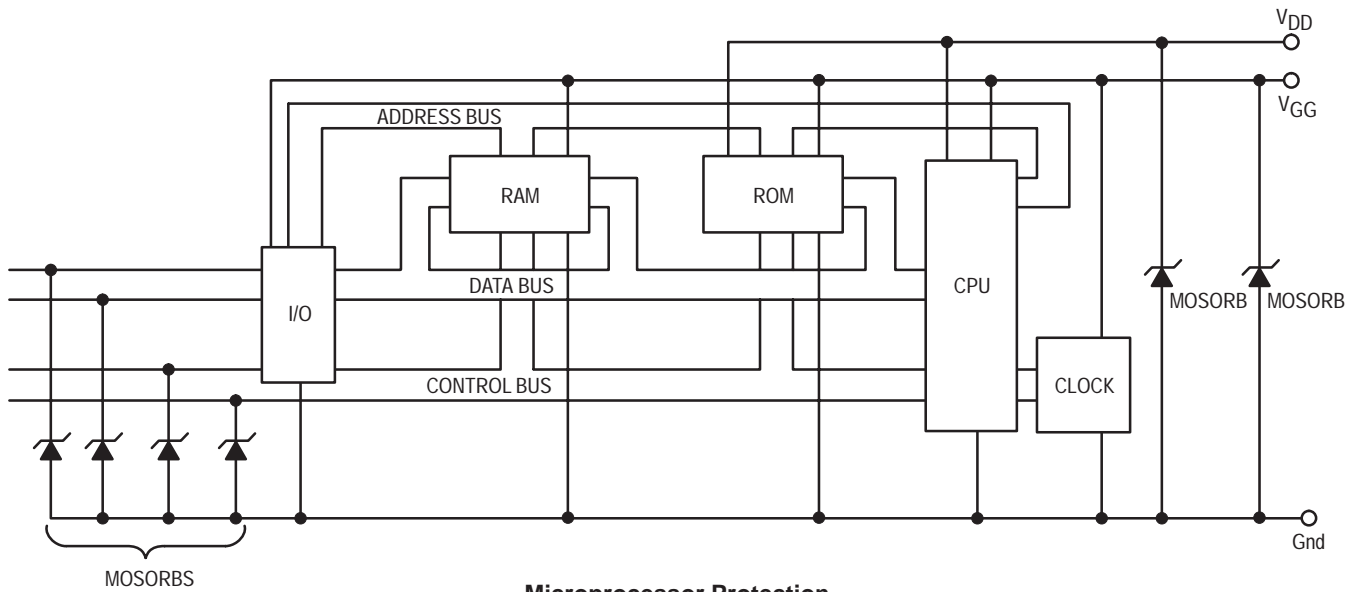 VDD
VGG
ADDRESS BUS
RAM
ROM
CPU
DATA BUS
I/O
MOSORB
MOSORB
CLOCK
CONTROL BUS
Gnd
MOSORBS
Microprocessor Protection